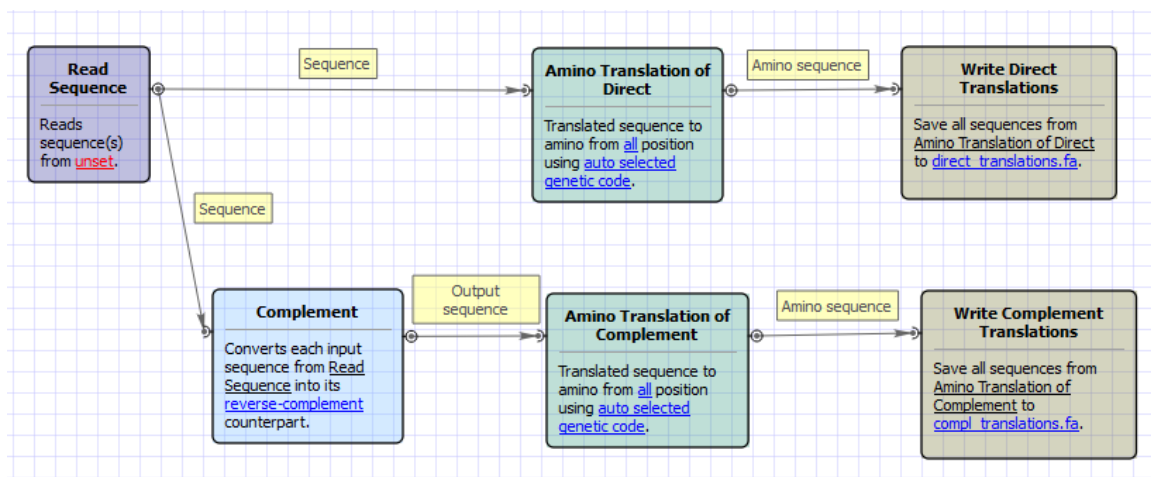 Read
Sequence
Reads
sequence(s)
from unset.
Sequence
Amino Translation of
Direct
Translated sequence to
amino from all position
using auto selected
genetic code.
Amino sequence
Write Direct
Translations
Save all sequences from
Amino Translation of Direct
to direct_translations.fa.
Sequence
Complement
Converts each input
sequence from Read
Sequence into its
reverse-complement
counterpart.
Output
sequence
Amino Translation of
Complement
Translated sequence to
amino from all position
using auto selected
genetic code.
Amino sequence
Write Complement
Translations
Save all sequences from
Amino Translation of
Complement to
compl_translations.fa.